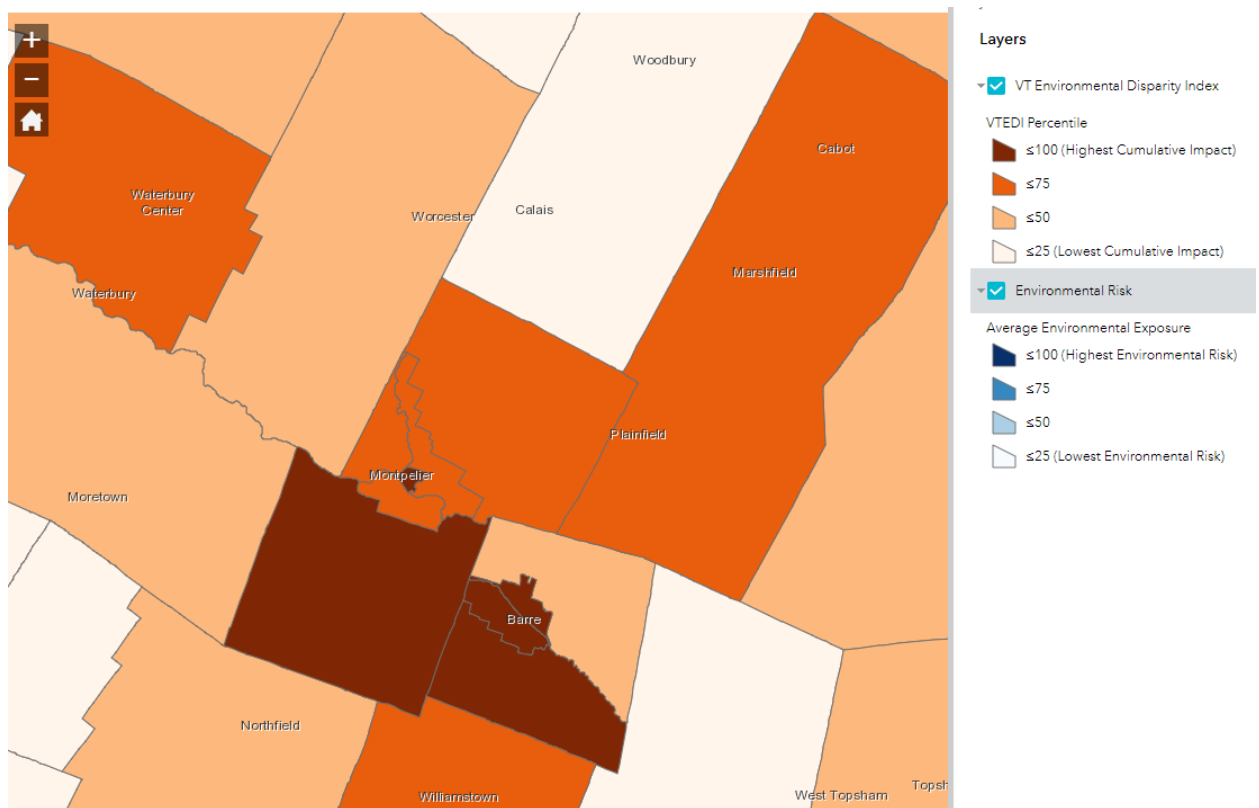 +
−
Woodbury
Cabot
Waterbury
Center
Worcester
Calais
Marshfield
Waterbury
Plainfield
Montpelier
Moretown
Barre
Northfield
Williamstown
West Topsham
Topsh
Layers
VT Environmental Disparity Index
VTEDI Percentile
≤100 (Highest Cumulative Impact)
≤75
≤50
≤25 (Lowest Cumulative Impact)
Environmental Risk
Average Environmental Exposure
≤100 (Highest Environmental Risk)
≤75
≤50
≤25 (Lowest Environmental Risk)